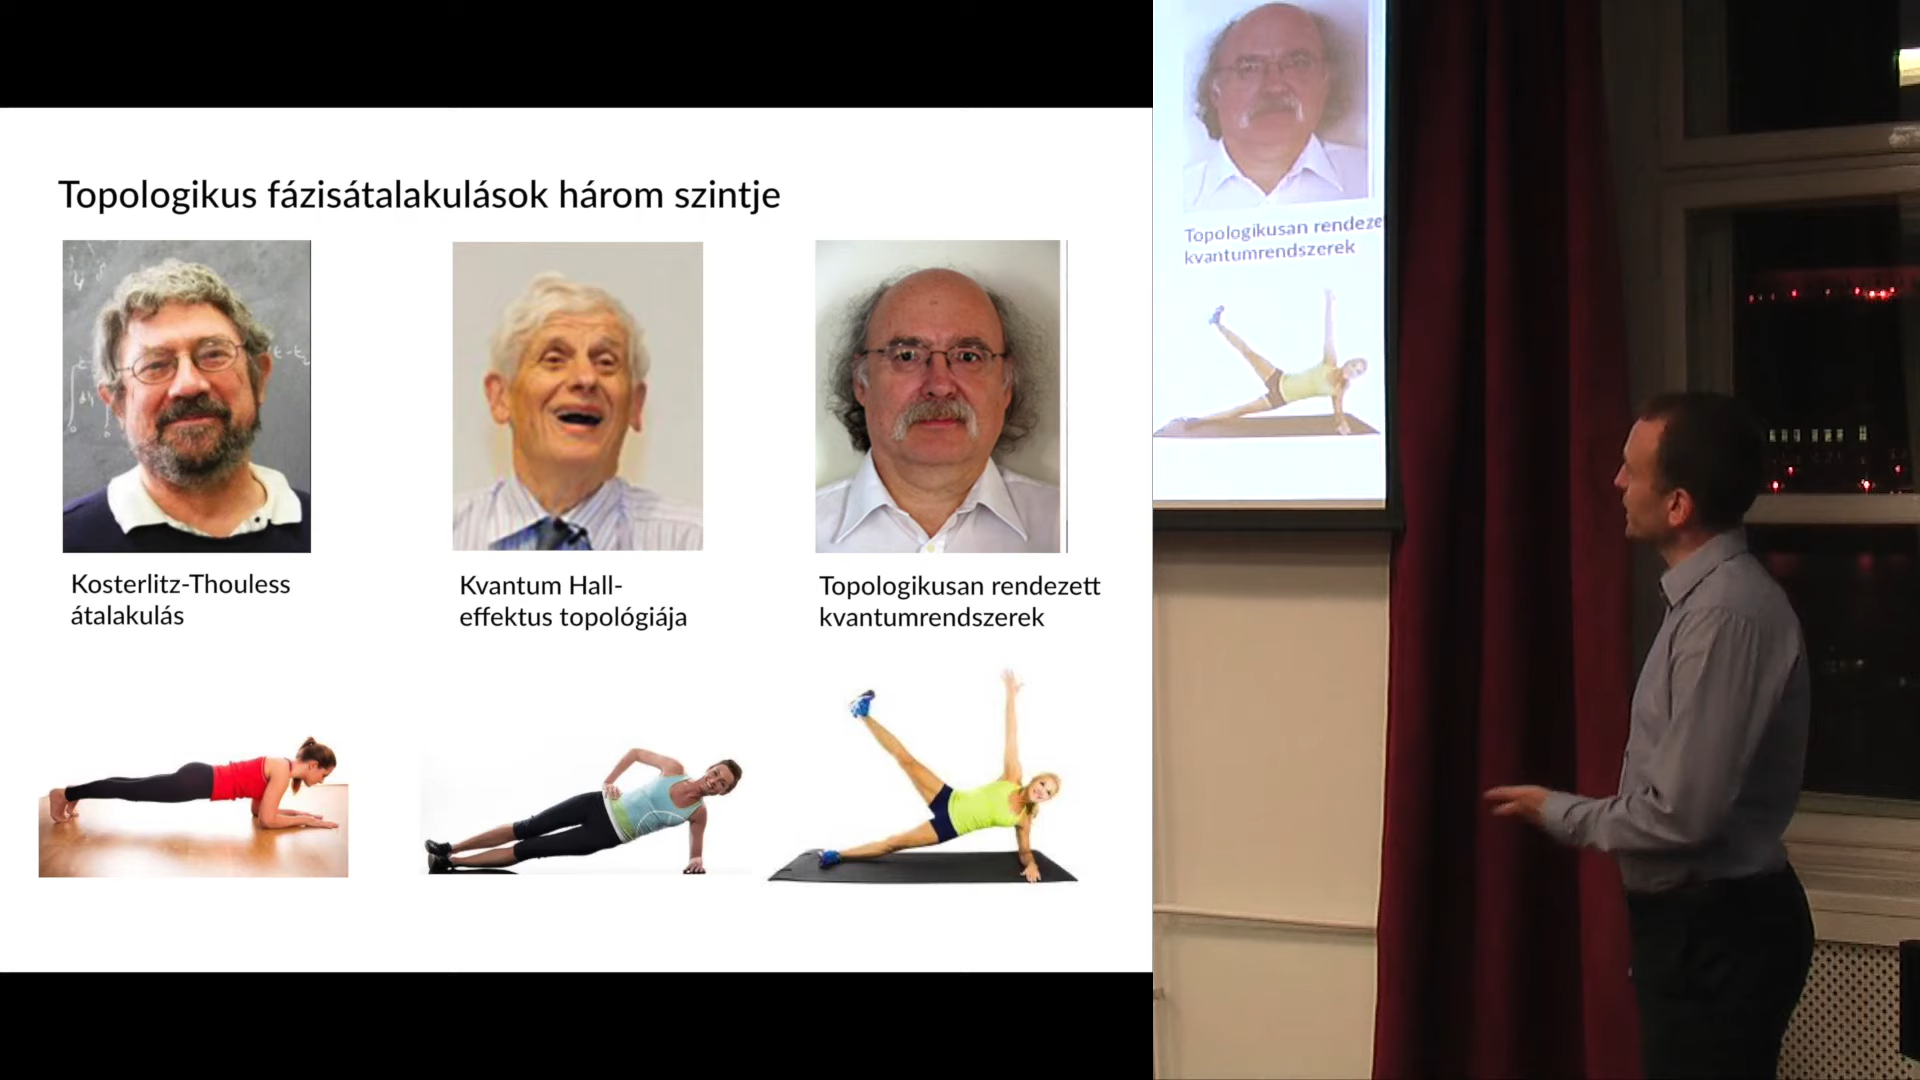 Topologikus fázisátalakulások három szintje
Kosterlitz-Thouless
átalakulás
Kvantum Hall-
effektus topológiája
Topologikusan rendezett
kvantumrendszerek
Topologikusan rendeze
kvantumrendszerek